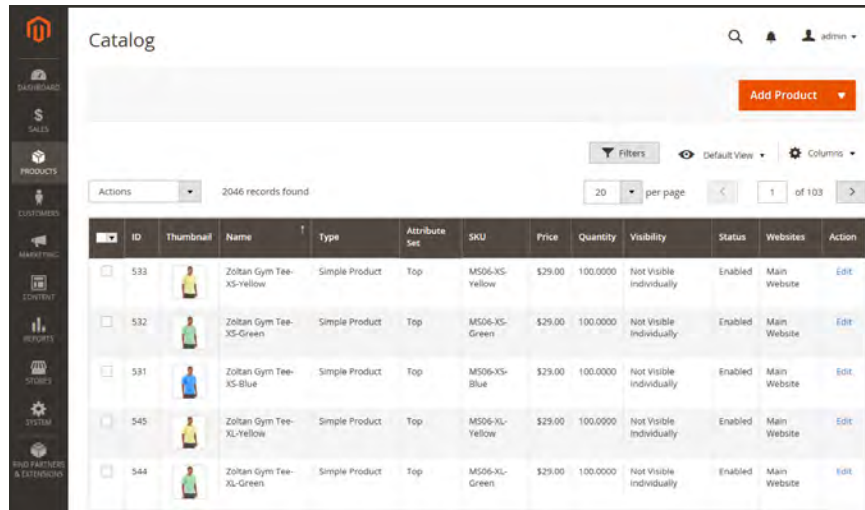 Catalog
admin
DASHBOARD
SALES
PRODUCTS
CUSTOMERS
MARKETING
CONTENT
REPORTS
STORES
SYSTEM
FIND PARTNERS
& EXTENSIONS
Add Product
Filters
Default View
Columns
Actions
2046 records found
20
per page
1
of 103
ID Thumbnail Name Type Attribute Set SKU Price Quantity Visibility Status Websites Action
533 Zoltan Gym Tee- Simple Product Top MS06-XS- $29.00 100.0000 Not Visible Enabled Main Edit
XS-Yellow Yellow Individually Website
532 Zoltan Gym Tee- Simple Product Top MS06-XS- $29.00 100.0000 Not Visible Enabled Main Edit
XS-Green Green Individually Website
531 Zoltan Gym Tee- Simple Product Top MS06-XS- $29.00 100.0000 Not Visible Enabled Main Edit
XS-Blue Blue Individually Website
545 Zoltan Gym Tee- Simple Product Top MS06-XL- $29.00 100.0000 Not Visible Enabled Main Edit
XL-Yellow Yellow Individually Website
544 Zoltan Gym Tee- Simple Product Top MS06-XL- $29.00 100.0000 Not Visible Enabled Main Edit
XL-Green Green Individually Website